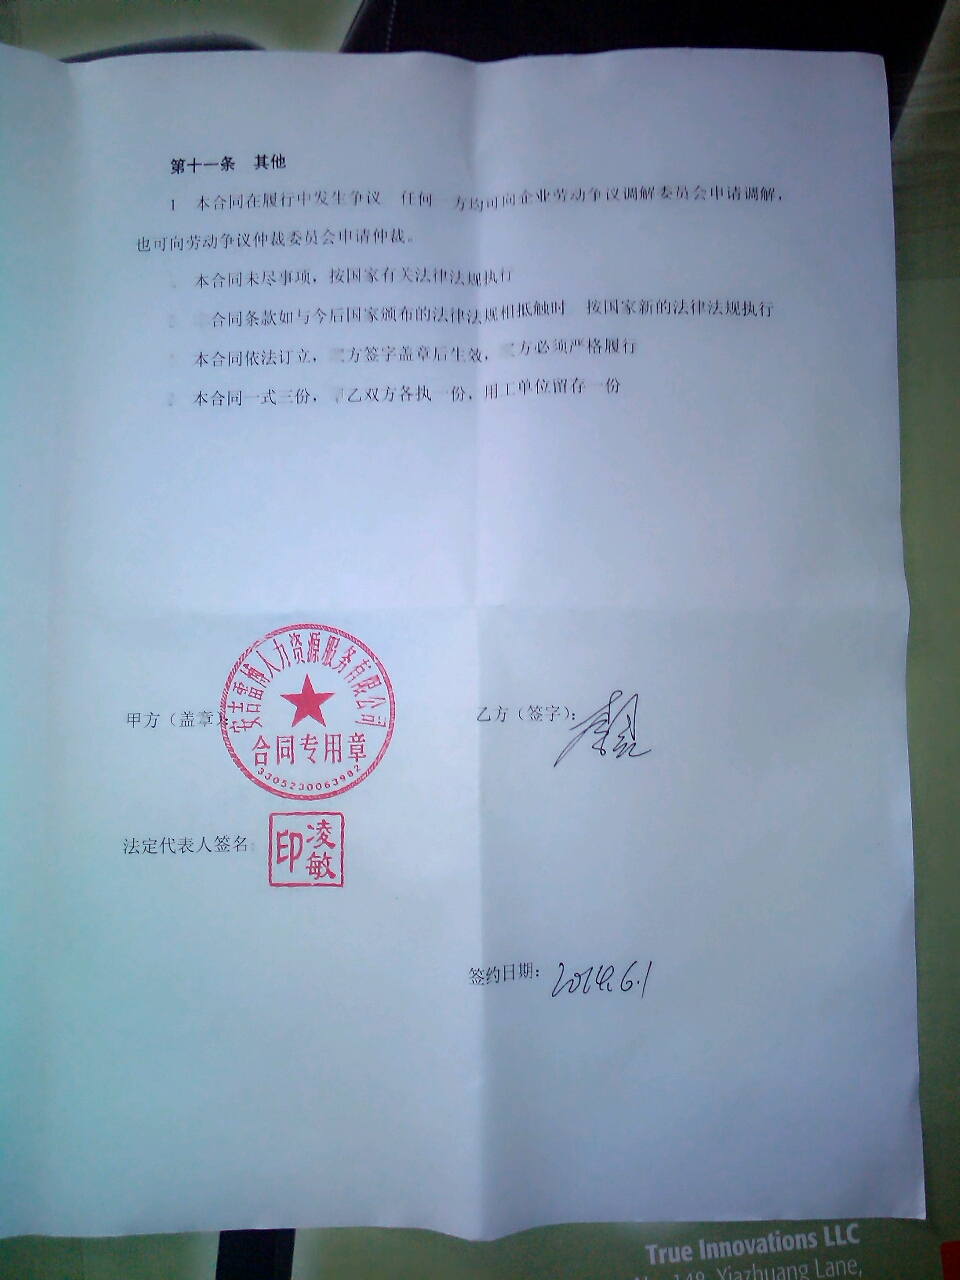 第十一条 其他
1 本合同在履行中发生争议 任何一方均可向企业劳动争议调解委员会申请调解，
也可向劳动争议仲裁委员会申请仲裁。
本合同未尽事项，按国家有关法律法规执行
合同条款如与今后国家颁布的法律法规相抵触时 按国家新的法律法规执行
本合同依法订立， 方签字盖章后生效， 方必须严格履行
本合同一式三份， 乙双方各执一份，用工单位留存一份
安吉 博人力资源服务有限公司
甲方（盖章）：
乙方（签字）：
合同专用章
3305230063982
法定代表人签名
凌敏印
签约日期：2014.6.1
True Innovations LLC
No. 148, Xiazhuang Lane,